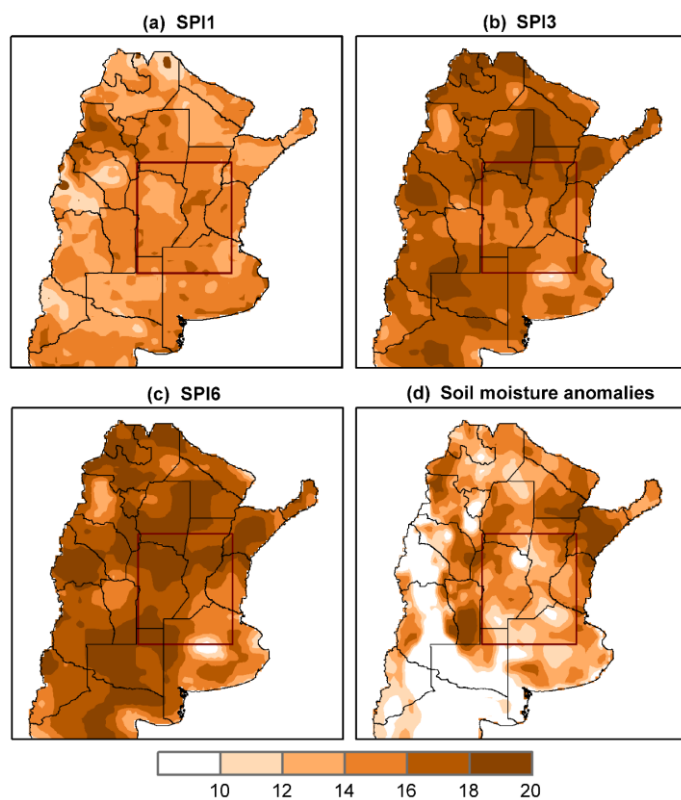 (a) SPI1
(b) SPI3
(c) SPI6
(d) Soil moisture anomalies
10 12 14 16 18 20